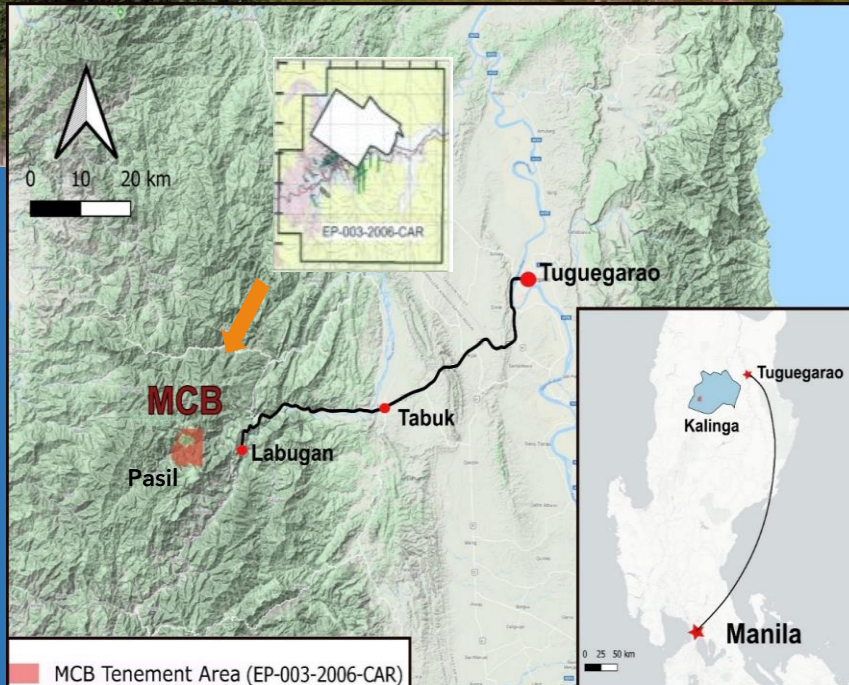 EP-003-2006-CAR
0 10 20 km
Tuguegarao
MCB
Tabuk
Labugan
Pasil
Tuguegarao
Kalinga
Manila
0 25 50 km
MCB Tenement Area (EP-003-2006-CAR)